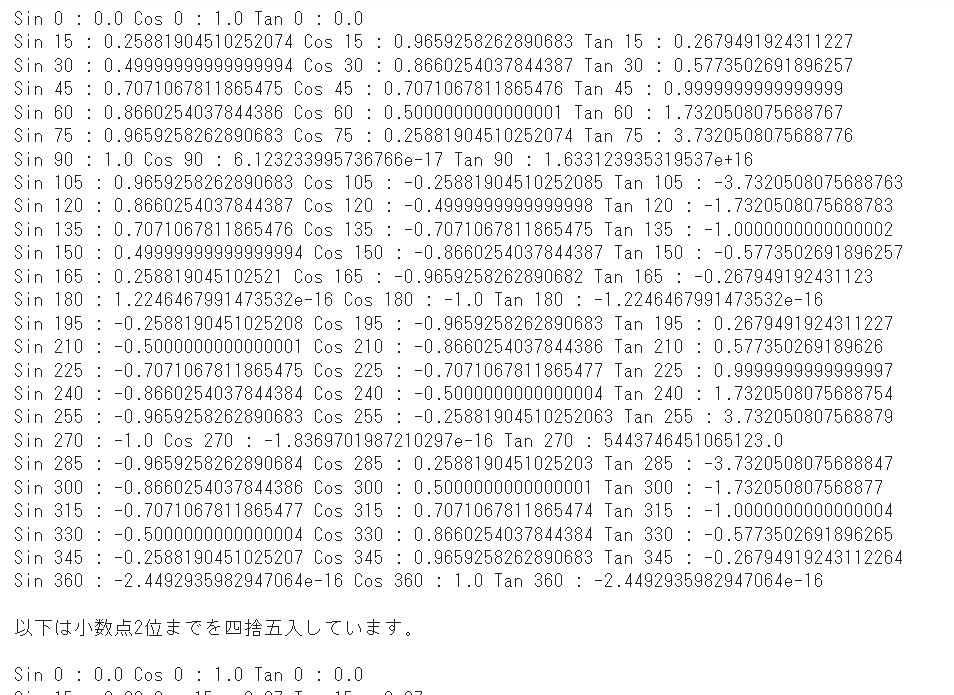 Sin 0 : 0.0 Cos 0 : 1.0 Tan 0 : 0.0
Sin 15 : 0.25881904510252074 Cos 15 : 0.9659258262890683 Tan 15 : 0.2679491924311227
Sin 30 : 0.49999999999999994 Cos 30 : 0.8660254037844387 Tan 30 : 0.5773502691896257
Sin 45 : 0.7071067811865475 Cos 45 : 0.7071067811865476 Tan 45 : 0.9999999999999999
Sin 60 : 0.8660254037844386 Cos 60 : 0.5000000000000001 Tan 60 : 1.7320508075688767
Sin 75 : 0.9659258262890683 Cos 75 : 0.25881904510252074 Tan 75 : 3.7320508075688776
Sin 90 : 1.0 Cos 90 : 6.123233995736766e-17 Tan 90 : 1.633123935319537e+16
Sin 105 : 0.9659258262890683 Cos 105 : -0.25881904510252085 Tan 105 : -3.7320508075688763
Sin 120 : 0.8660254037844387 Cos 120 : -0.4999999999999998 Tan 120 : -1.7320508075688783
Sin 135 : 0.7071067811865476 Cos 135 : -0.7071067811865475 Tan 135 : -1.0000000000000002
Sin 150 : 0.49999999999999994 Cos 150 : -0.8660254037844387 Tan 150 : -0.5773502691896257
Sin 165 : 0.258819045102521 Cos 165 : -0.9659258262890682 Tan 165 : -0.267949192431123
Sin 180 : 1.2246467991473532e-16 Cos 180 : -1.0 Tan 180 : -1.2246467991473532e-16
Sin 195 : -0.2588190451025208 Cos 195 : -0.9659258262890683 Tan 195 : 0.2679491924311227
Sin 210 : -0.5000000000000001 Cos 210 : -0.8660254037844386 Tan 210 : 0.577350269189626
Sin 225 : -0.7071067811865475 Cos 225 : -0.7071067811865477 Tan 225 : 0.9999999999999997
Sin 240 : -0.8660254037844384 Cos 240 : -0.5000000000000004 Tan 240 : 1.7320508075688754
Sin 255 : -0.9659258262890683 Cos 255 : -0.25881904510252063 Tan 255 : 3.732050807568879
Sin 270 : -1.0 Cos 270 : -1.8369701987210297e-16 Tan 270 : 5443746451065123.0
Sin 285 : -0.9659258262890684 Cos 285 : 0.2588190451025203 Tan 285 : -3.7320508075688847
Sin 300 : -0.8660254037844386 Cos 300 : 0.5000000000000001 Tan 300 : -1.732050807568877
Sin 315 : -0.7071067811865477 Cos 315 : 0.7071067811865474 Tan 315 : -1.0000000000000004
Sin 330 : -0.5000000000000004 Cos 330 : 0.8660254037844384 Tan 330 : -0.5773502691896265
Sin 345 : -0.2588190451025207 Cos 345 : 0.9659258262890683 Tan 345 : -0.26794919243112264
Sin 360 : -2.4492935982947064e-16 Cos 360 : 1.0 Tan 360 : -2.4492935982947064e-16
以下は小数点2位までを四捨五入しています。
Sin 0 : 0.0 Cos 0 : 1.0 Tan 0 : 0.0